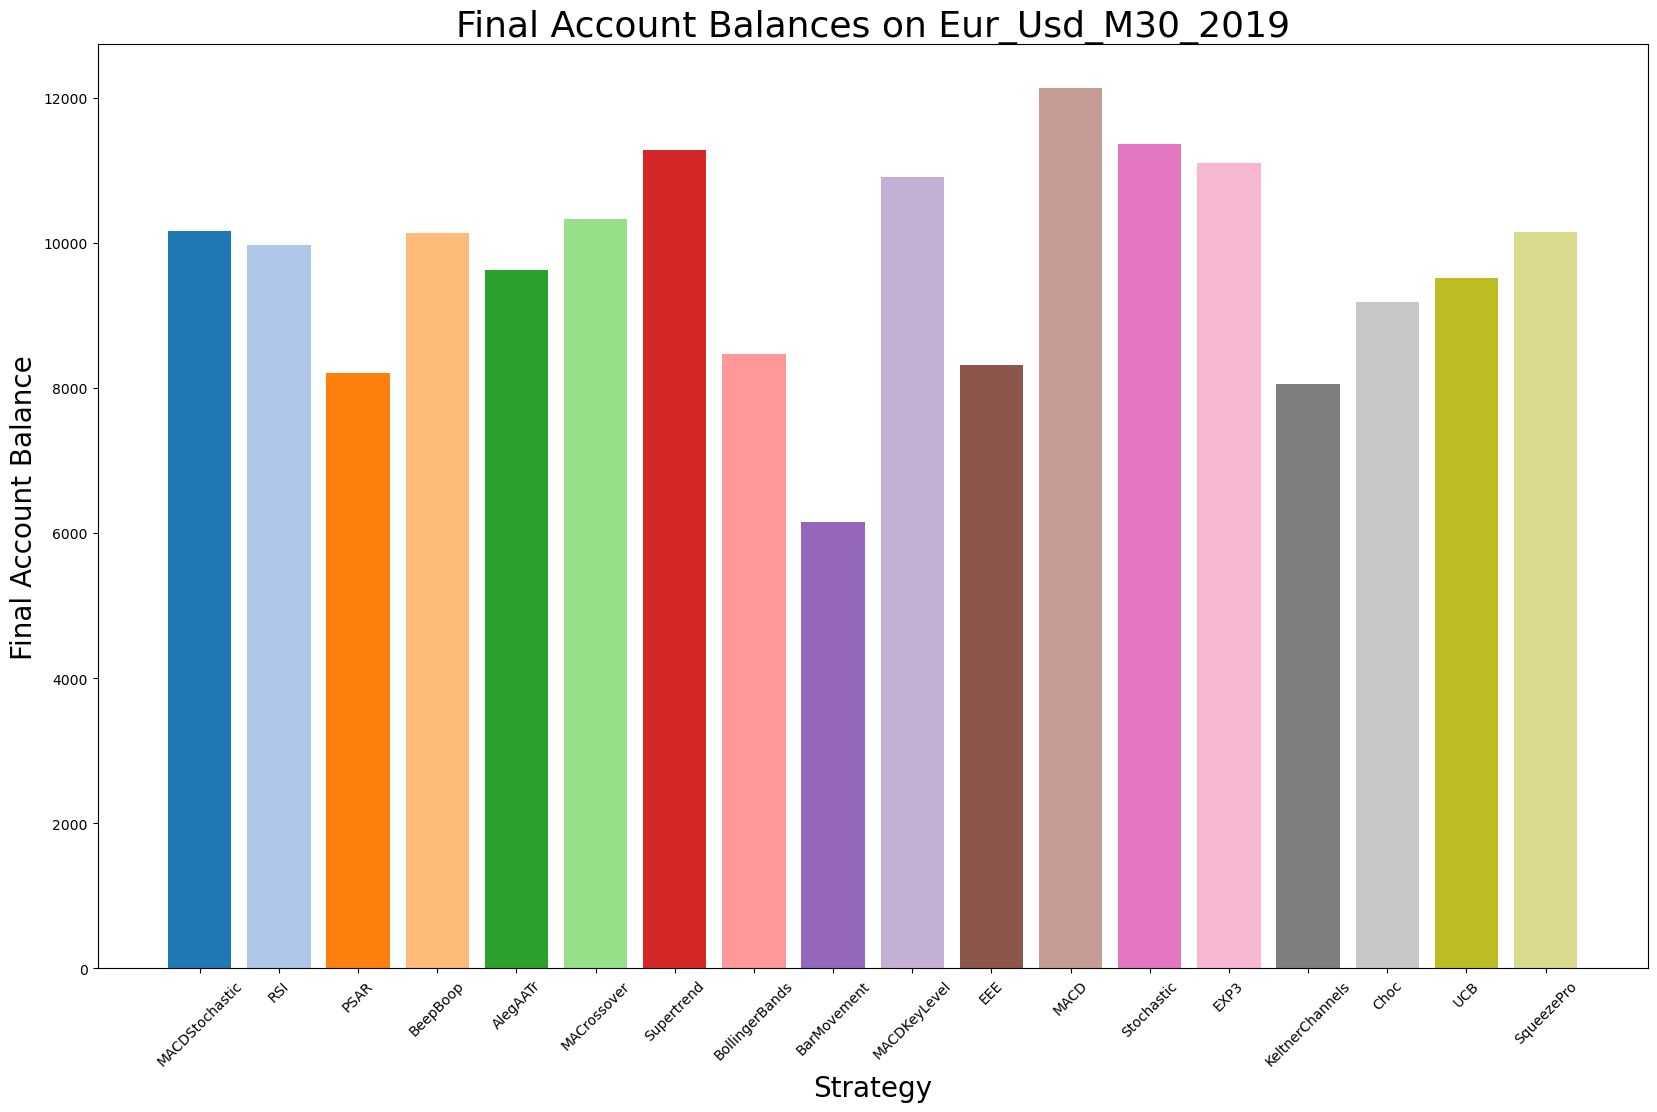 Final Account Balances on Eur_Usd_M30_2019
Final Account Balance
12000
10000
8000
6000
4000
2000
0
MACDStochastic
RSI
PSAR
BeepBoop
AlegAATr
MACrossover
Supertrend
BollingerBands
BarMovement
MACDKeyLevel
EEE
MACD
Stochastic
EXP3
KeltnerChannels
Choc
UCB
SqueezePro
Strategy